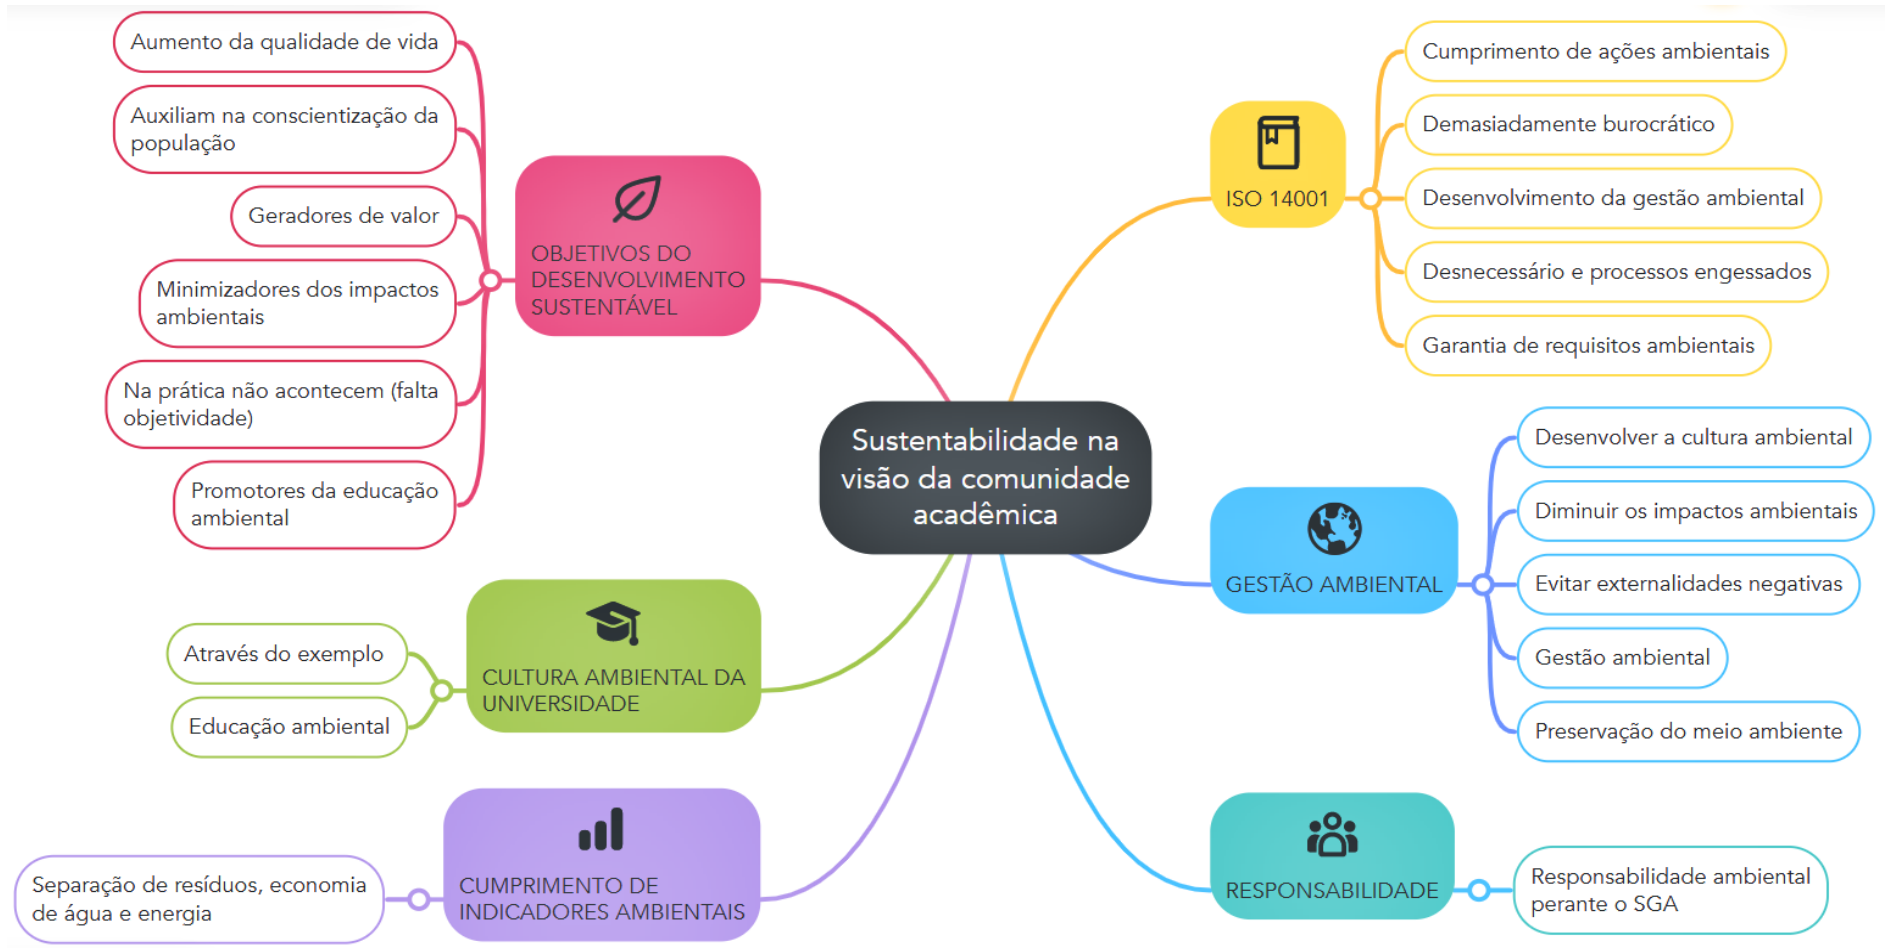 Aumento da qualidade de vida
Auxiliam na conscientização da
população
Geradores de valor
Minimizadores dos impactos
ambientais
Na prática não acontecem (falta
objetividade)
Promotores da educação
ambiental
OBJETIVOS DO
DESENVOLVIMENTO
SUSTENTÁVEL
Através do exemplo
Educação ambiental
CULTURA AMBIENTAL DA
UNIVERSIDADE
Separação de resíduos, economia
de água e energia
CUMPRIMENTO DE
INDICADORES AMBIENTAIS
Sustentabilidade na
visão da comunidade
acadêmica
ISO 14001
Cumprimento de ações ambientais
Demasiadamente burocrático
Desenvolvimento da gestão ambiental
Desnecessário e processos engessados
Garantia de requisitos ambientais
GESTÃO AMBIENTAL
Desenvolver a cultura ambiental
Diminuir os impactos ambientais
Evitar externalidades negativas
Gestão ambiental
Preservação do meio ambiente
RESPONSABILIDADE
Responsabilidade ambiental
perante o SGA